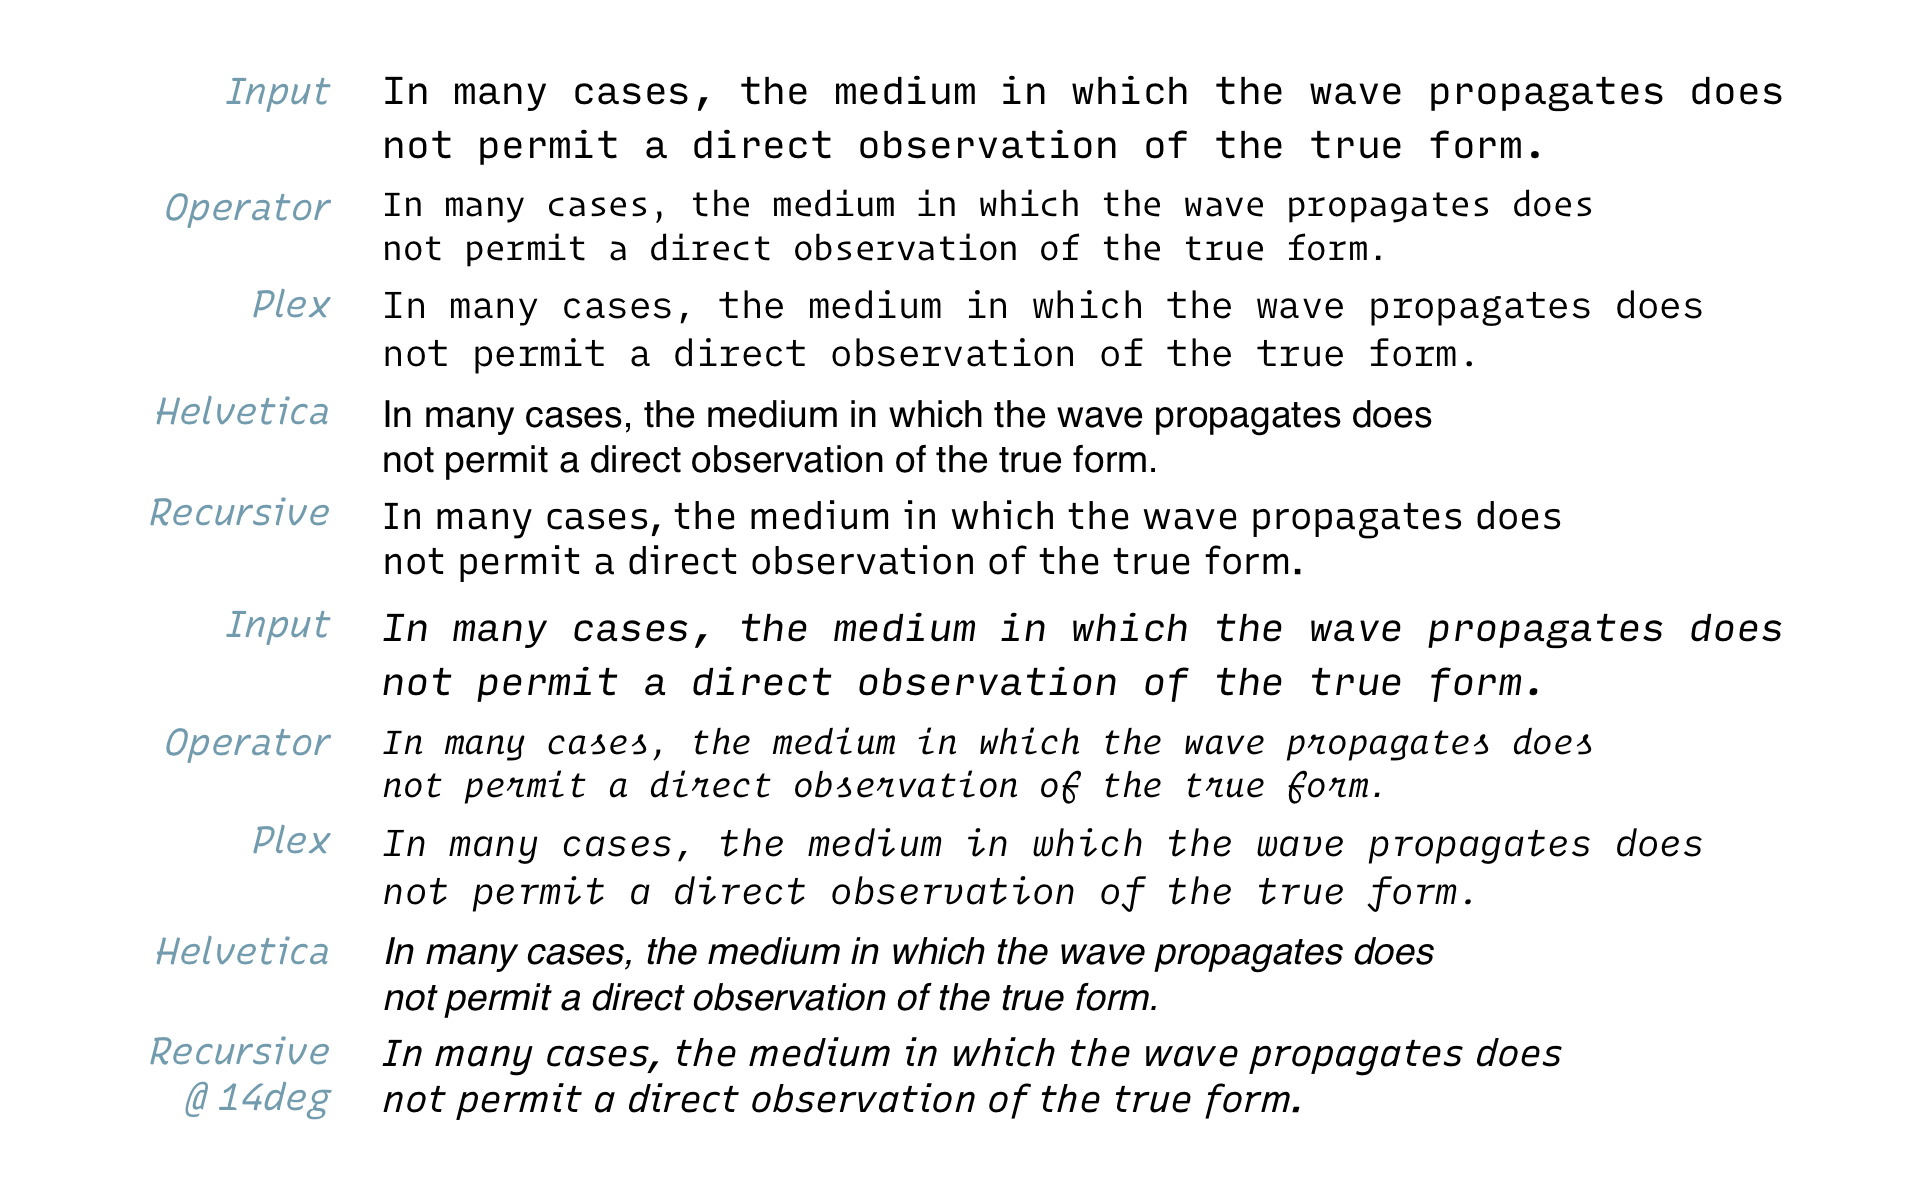 Input In many cases, the medium in which the wave propagates does
not permit a direct observation of the true form.
Operator In many cases, the medium in which the wave propagates does
not permit a direct observation of the true form.
Plex In many cases, the medium in which the wave propagates does
not permit a direct observation of the true form.
Helvetica In many cases, the medium in which the wave propagates does
not permit a direct observation of the true form.
Recursive In many cases, the medium in which the wave propagates does
not permit a direct observation of the true form.
Input In many cases, the medium in which the wave propagates does
not permit a direct observation of the true form.
Operator In many cases, the medium in which the wave propagates does
not permit a direct observation of the true form.
Plex In many cases, the medium in which the wave propagates does
not permit a direct observation of the true form.
Helvetica In many cases, the medium in which the wave propagates does
not permit a direct observation of the true form.
Recursive In many cases, the medium in which the wave propagates does
@ 14deg not permit a direct observation of the true form.